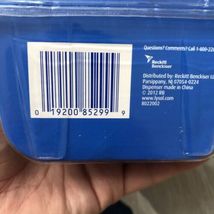 Questions? Comments? Call 1-800-22
Reckitt
Benckiser
Distributed by: Reckitt Benckiser
Parsippany, NJ 07054-0224
Dispenser made in China
© 2012 RB
www.lysol.com
8022002
0 19200 85299 9